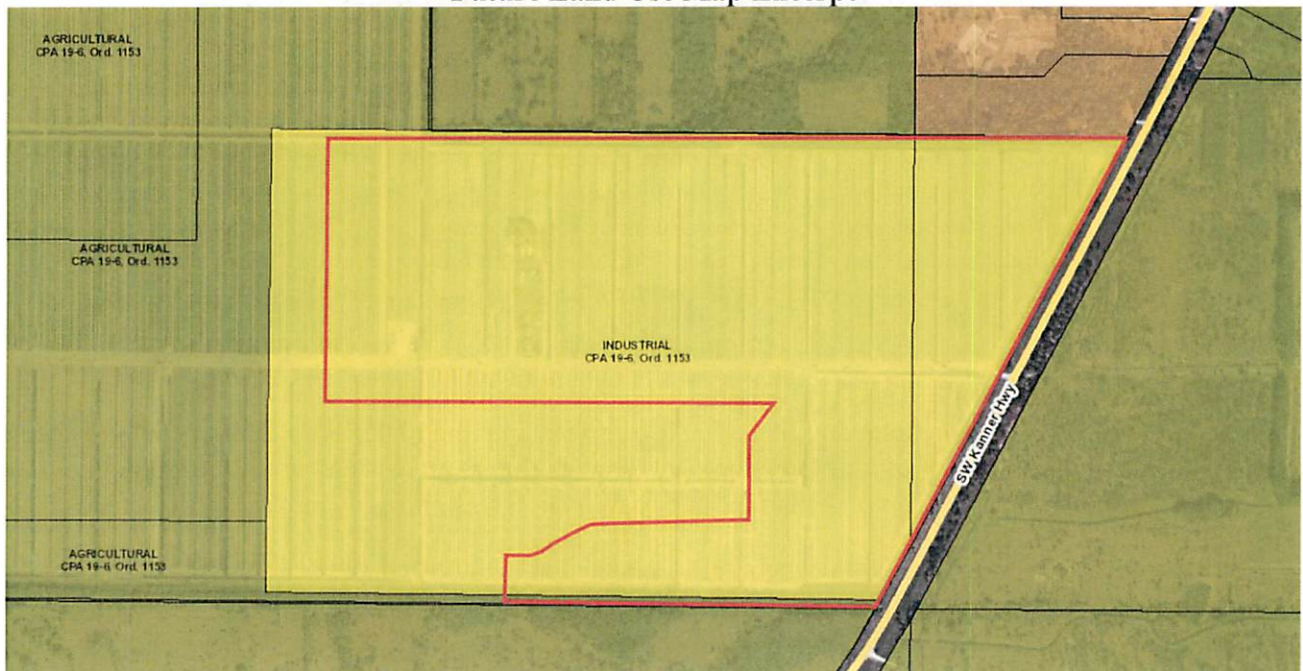 AGRICULTURAL
CPA 19-6, Ord. 1153
AGRICULTURAL
CPA 19-6, Ord. 1153
INDUSTRIAL
CPA 19-6, Ord. 1153
SW Kanner Hwy
AGRICULTURAL
CPA 19-6, Ord. 1153